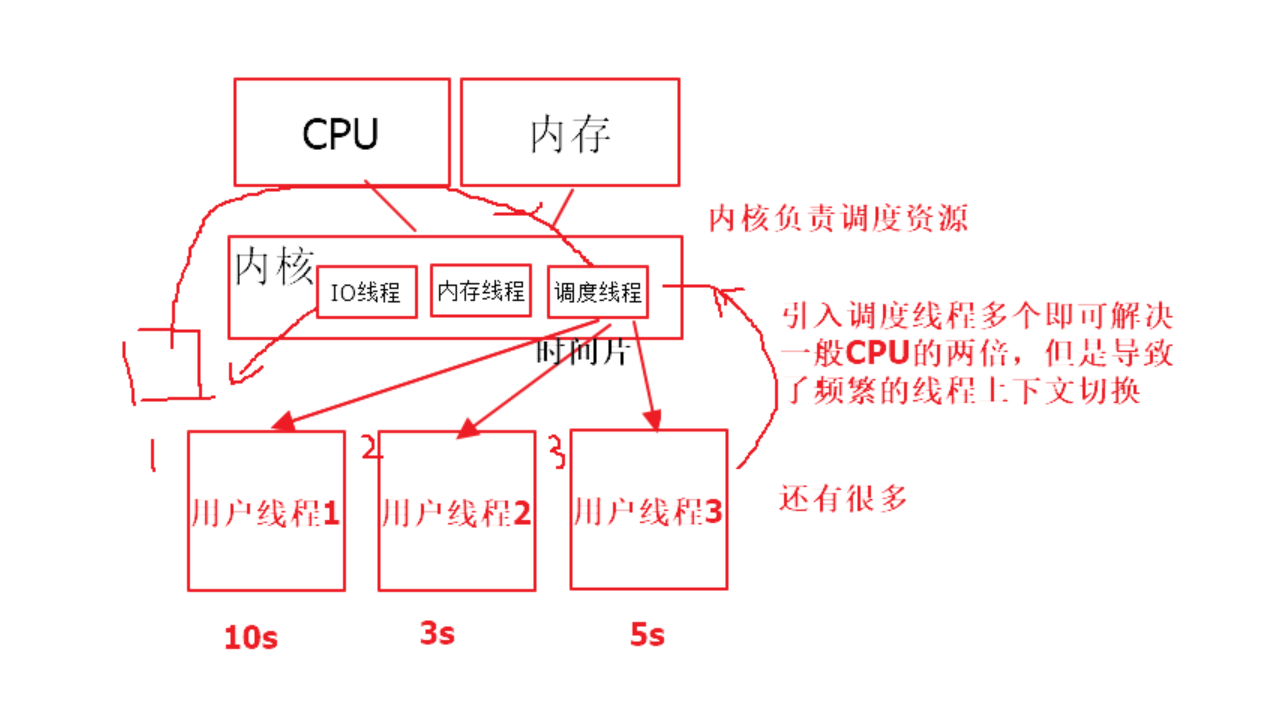 CPU
内存
内核负责调度资源
内核
IO线程
内存线程
调度线程
引入调度线程多个即可解决
一般CPU的两倍，但是导致
了频繁的线程上下文切换
时间片
1
2
3
用户线程1
用户线程2
用户线程3
还有很多
10s
3s
5s